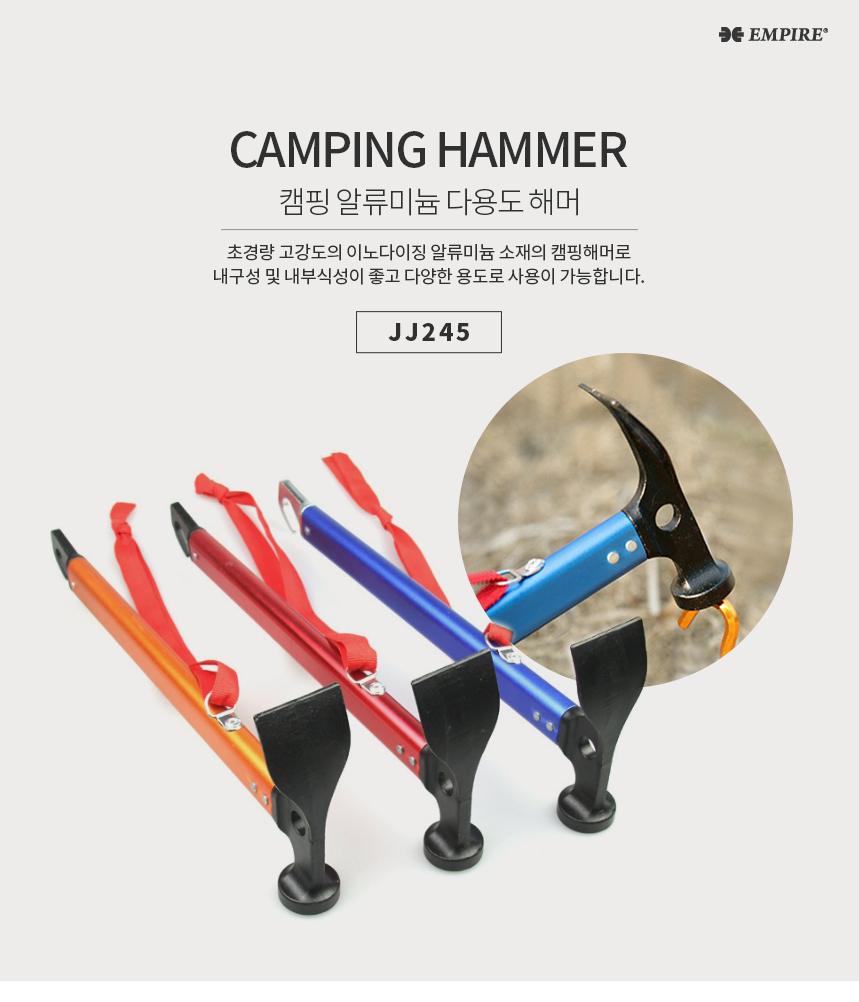 EMPIRE®
CAMPING HAMMER
캠핑 알류미늄 다용도 해머
초경량 고강도의 이노다이징 알류미늄 소재의 캠핑해머로
내구성 및 내부식성이 좋고 다양한 용도로 사용이 가능합니다.
JJ245